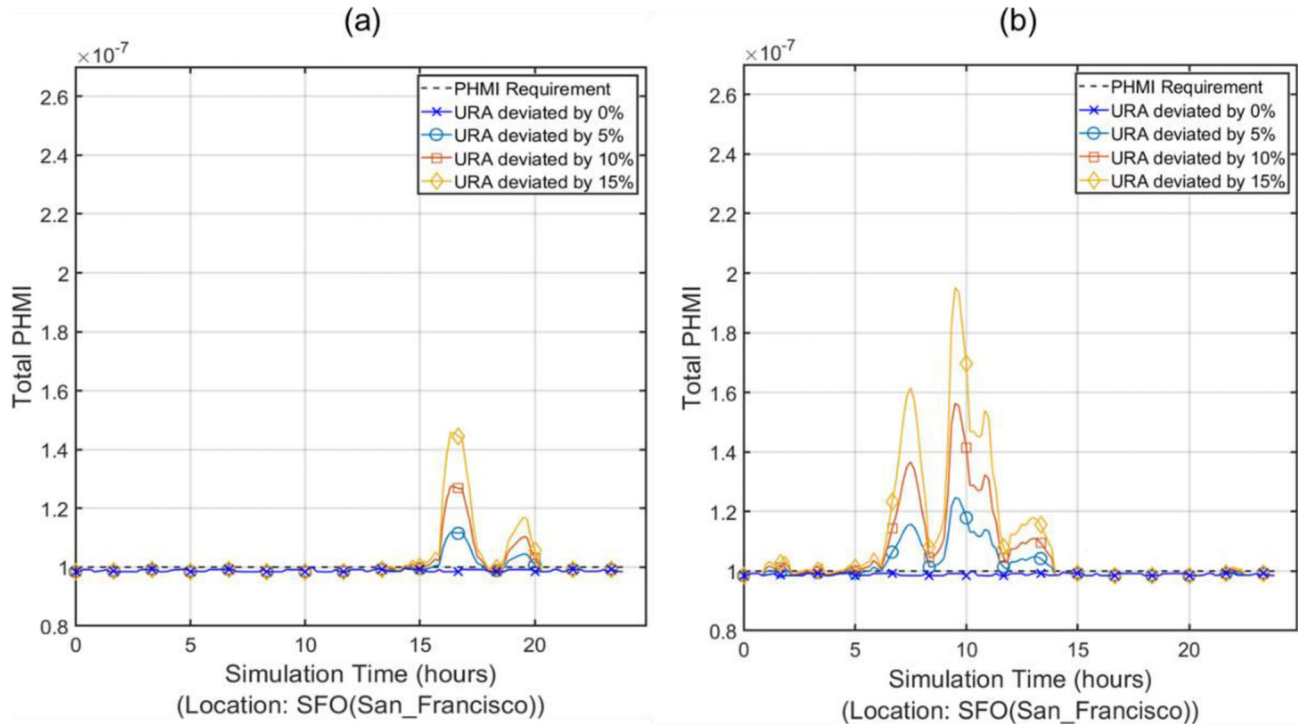 (a)
×10⁻⁷
2.6
2.4
2.2
2
1.8
1.6
1.4
1.2
1
0.8
Total PHMI
PHMI Requirement
URA deviated by 0%
URA deviated by 5%
URA deviated by 10%
URA deviated by 15%
0 5 10 15 20
Simulation Time (hours)
(Location: SFO(San_Francisco))
(b)
×10⁻⁷
2.6
2.4
2.2
2
1.8
1.6
1.4
1.2
1
0.8
Total PHMI
PHMI Requirement
URA deviated by 0%
URA deviated by 5%
URA deviated by 10%
URA deviated by 15%
0 5 10 15 20
Simulation Time (hours)
(Location: SFO(San_Francisco))